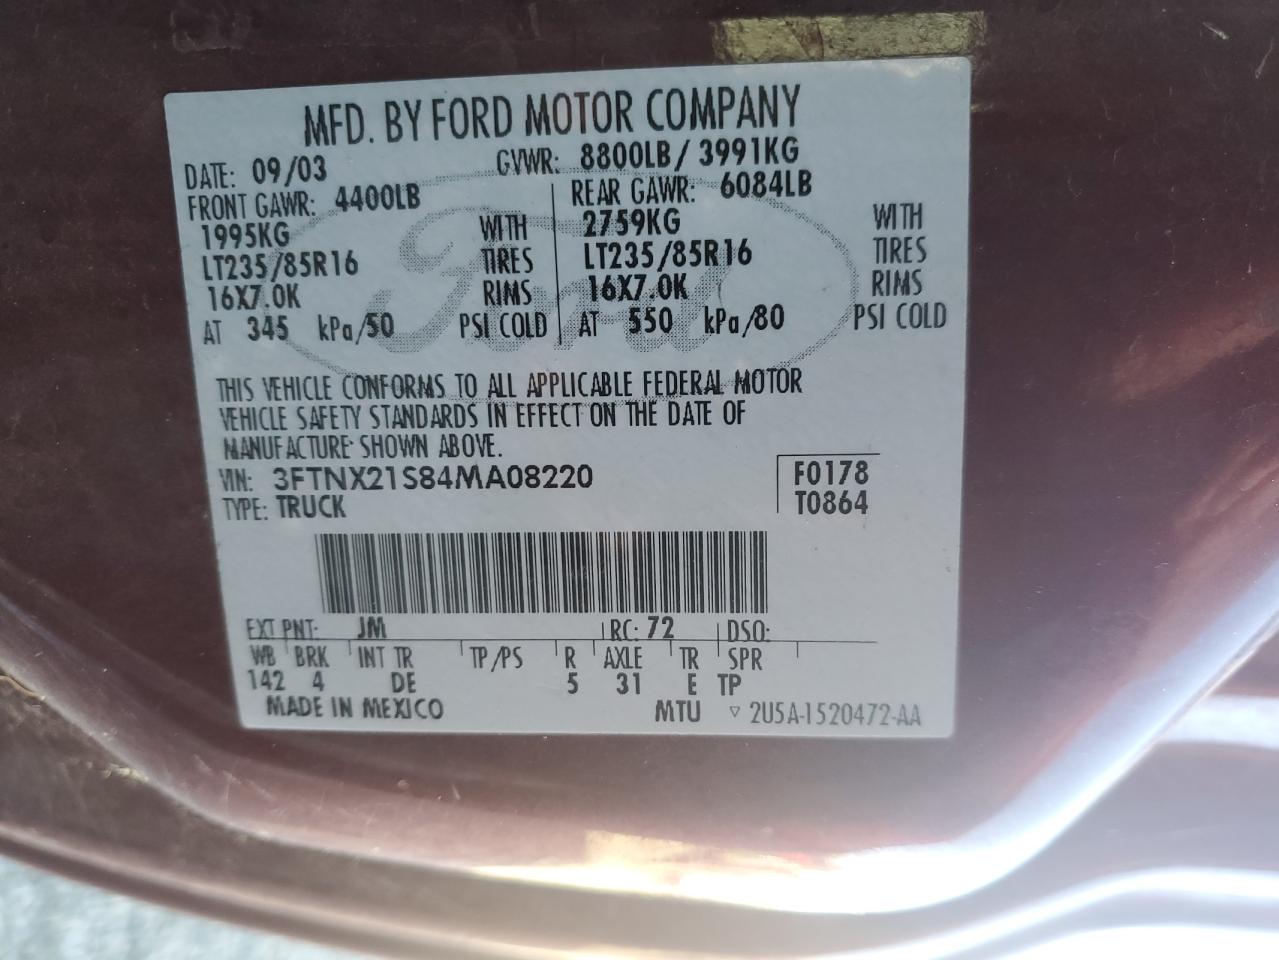 MFD. BY FORD MOTOR COMPANY
DATE: 09/03 GVWR: 8800LB / 3991KG
FRONT GAWR: 4400LB REAR GAWR: 6084LB
1995KG WITH 2759KG WITH
LT235/85R16 TIRES LT235/85R16 TIRES
16X7.0K RIMS 16X7.0K RIMS
AT 345 kPa/50 PSI COLD AT 550 kPa/80 PSI COLD
Ford
THIS VEHICLE CONFORMS TO ALL APPLICABLE FEDERAL MOTOR
VEHICLE SAFETY STANDARDS IN EFFECT ON THE DATE OF
MANUFACTURE SHOWN ABOVE.
VIN: 3FTNX21S84MA08220 F0178
TYPE: TRUCK T0864
EXT PNT: JM RC: 72 DSO:
WB BRK INT TR TP/PS R AXLE TR SPR
142 4 DE 5 31 E TP
MADE IN MEXICO MTU ▽ 2U5A-1520472-AA